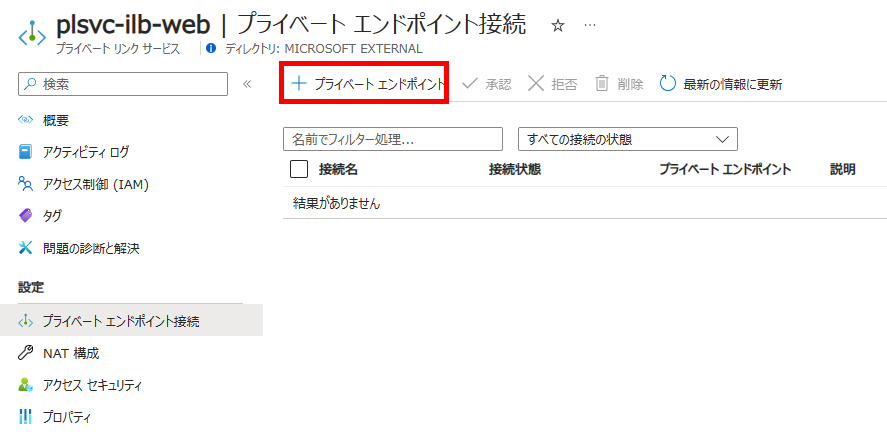 plsvc-ilb-web | プライベート エンドポイント接続 ☆ …
プライベート リンク サービス ディレクトリ: MICROSOFT EXTERNAL
検索 «
+ プライベート エンドポイント 承認 拒否 削除 最新の情報に更新
概要
アクティビティ ログ
アクセス制御 (IAM)
タグ
問題の診断と解決
設定
プライベート エンドポイント接続
NAT 構成
アクセス セキュリティ
プロパティ
名前でフィルター処理... すべての接続の状態
接続名 接続状態 プライベート エンドポイント 説明
結果がありません